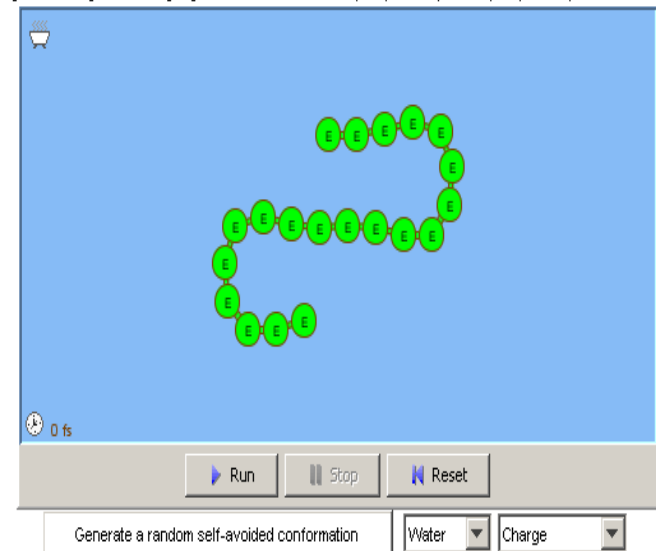 E E E E E
E
E
E E E E E E E E
E
E
E E E
0 fs
Run Stop Reset
Generate a random self-avoided conformation Water Charge